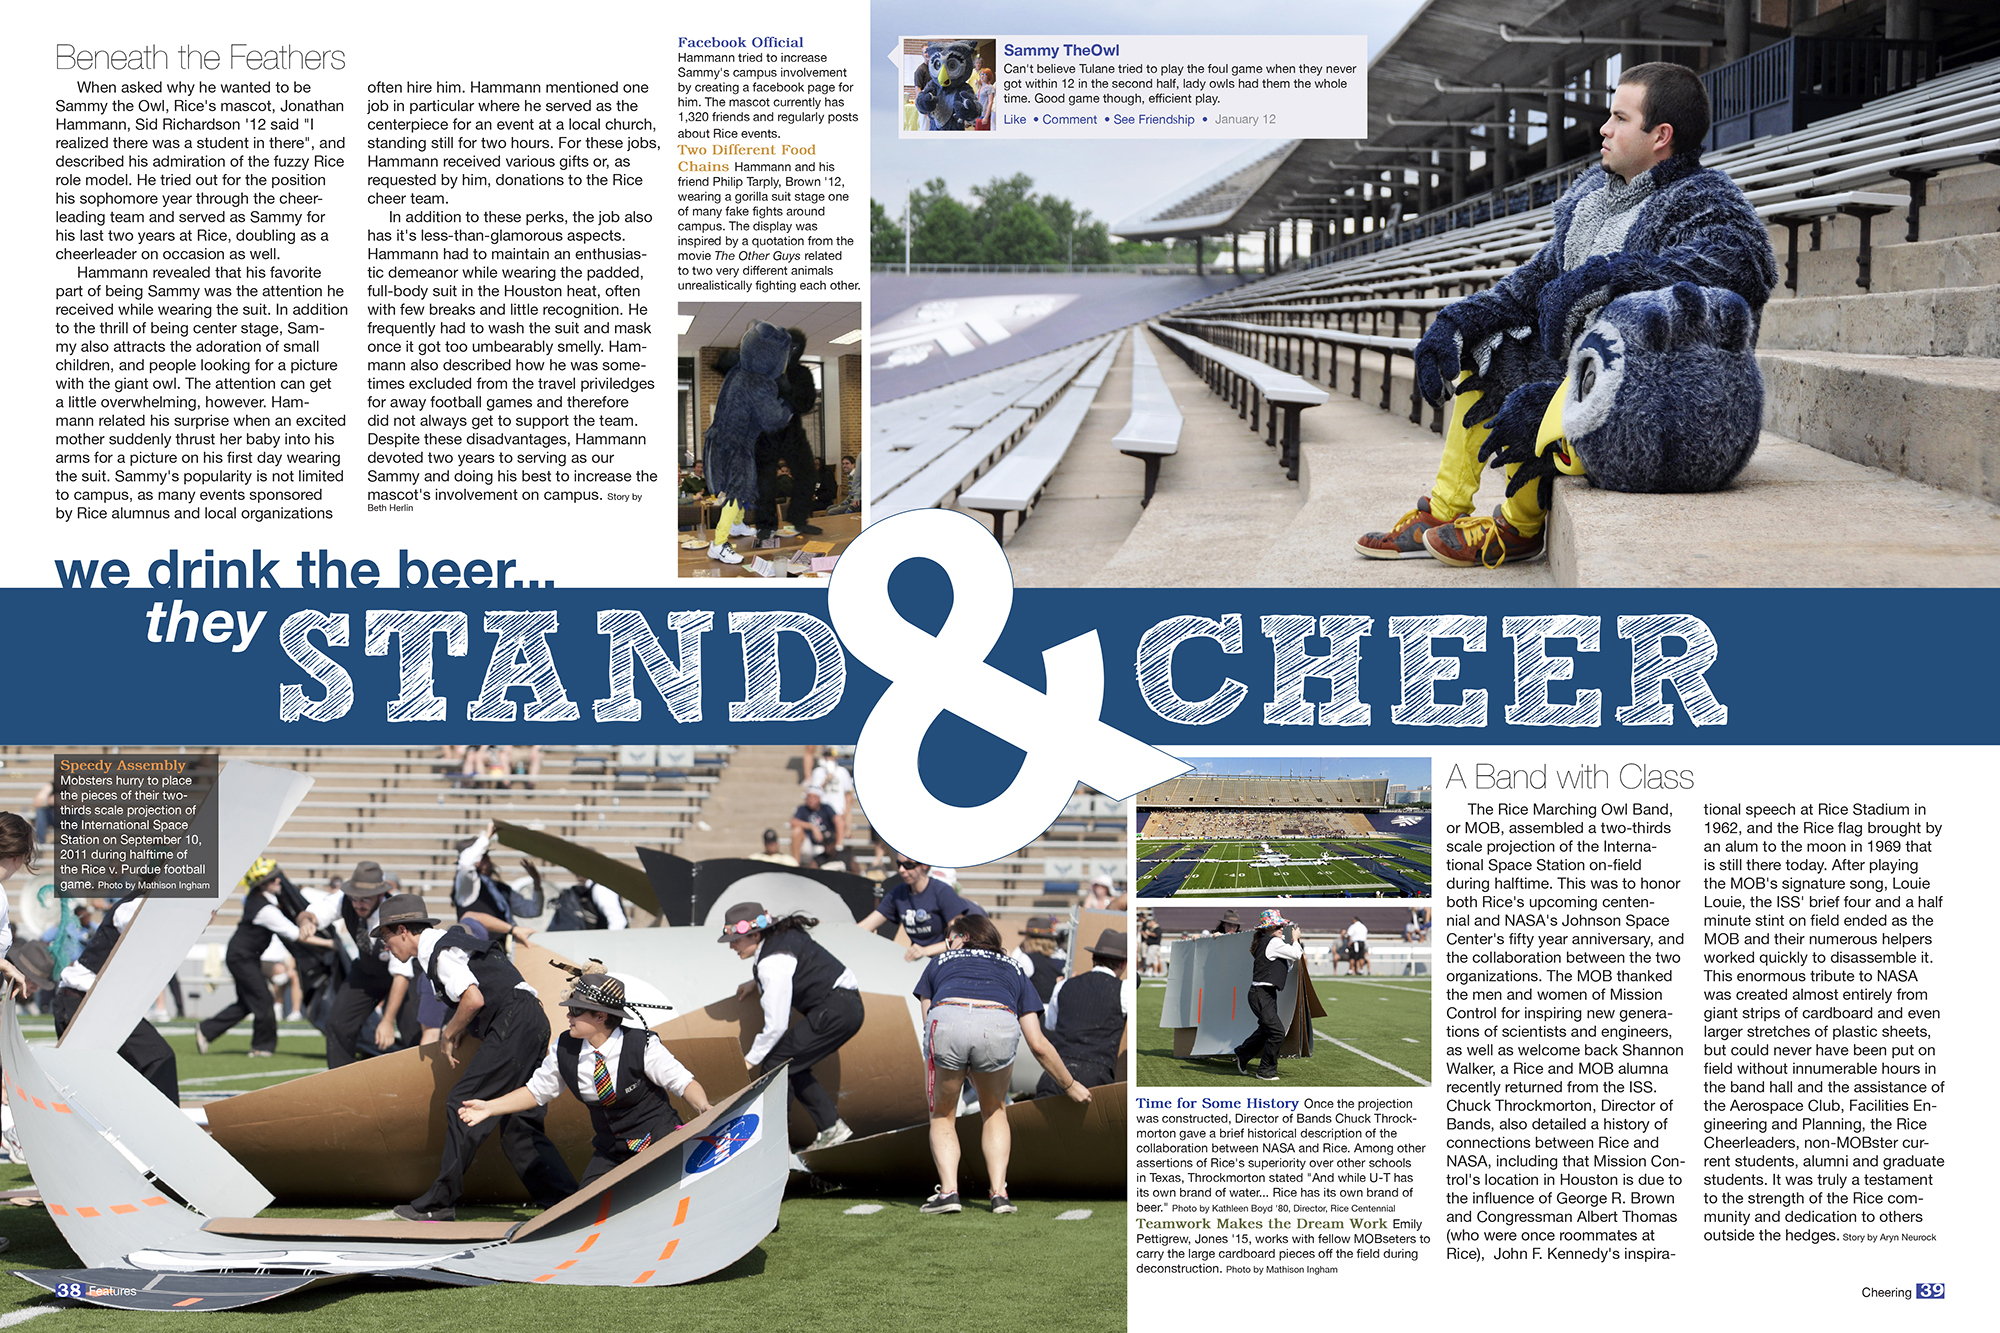 Beneath the Feathers
When asked why he wanted to be
Sammy the Owl, Rice's mascot, Jonathan
Hammann, Sid Richardson '12 said "I
realized there was a student in there", and
described his admiration of the fuzzy Rice
role model. He tried out for the position
his sophomore year through the cheer-
leading team and served as Sammy for
his last two years at Rice, doubling as a
cheerleader on occasion as well.
Hammann revealed that his favorite
part of being Sammy was the attention he
received while wearing the suit. In addition
to the thrill of being center stage, Sam-
my also attracts the adoration of small
children, and people looking for a picture
with the giant owl. The attention can get
a little overwhelming, however. Ham-
mann related his surprise when an excited
mother suddenly thrust her baby into his
arms for a picture on his first day wearing
the suit. Sammy's popularity is not limited
to campus, as many events sponsored
by Rice alumnus and local organizations
often hire him. Hammann mentioned one
job in particular where he served as the
centerpiece for an event at a local church,
standing still for two hours. For these jobs,
Hammann received various gifts or, as
requested by him, donations to the Rice
cheer team.
In addition to these perks, the job also
has it's less-than-glamorous aspects.
Hammann had to maintain an enthusias-
tic demeanor while wearing the padded,
full-body suit in the Houston heat, often
with few breaks and little recognition. He
frequently had to wash the suit and mask
once it got too umbearably smelly. Ham-
mann also described how he was some-
times excluded from the travel priviledges
for away football games and therefore
did not always get to support the team.
Despite these disadvantages, Hammann
devoted two years to serving as our
Sammy and doing his best to increase the
mascot's involvement on campus. Story by
Beth Herlin
Facebook Official
Hammann tried to increase
Sammy's campus involvement
by creating a facebook page for
him. The mascot currently has
1,320 friends and regularly posts
about Rice events.
Two Different Food
Chains Hammann and his
friend Philip Tarply, Brown '12,
wearing a gorilla suit stage one
of many fake fights around
campus. The display was
inspired by a quotation from the
movie The Other Guys related
to two very different animals
unrealistically fighting each other.
Sammy TheOwl
Can't believe Tulane tried to play the foul game when they never
got within 12 in the second half, lady owls had them the whole
time. Good game though, efficient play.
Like • Comment • See Friendship • January 12
we drink the beer...
they STAND & CHEER
Speedy Assembly
Mobsters hurry to place
the pieces of their two-
thirds scale projection of
the International Space
Station on September 10,
2011 during halftime of
the Rice v. Purdue football
game. Photo by Mathison Ingham
Time for Some History Once the projection
was constructed, Director of Bands Chuck Throck-
morton gave a brief historical description of the
collaboration between NASA and Rice. Among other
assertions of Rice's superiority over other schools
in Texas, Throckmorton stated "And while U-T has
its own brand of water... Rice has its own brand of
beer." Photo by Kathleen Boyd '80, Director, Rice Centennial
Teamwork Makes the Dream Work Emily
Pettigrew, Jones '15, works with fellow MOBseters to
carry the large cardboard pieces off the field during
deconstruction. Photo by Mathison Ingham
A Band with Class
The Rice Marching Owl Band,
or MOB, assembled a two-thirds
scale projection of the Interna-
tional Space Station on-field
during halftime. This was to honor
both Rice's upcoming centen-
nial and NASA's Johnson Space
Center's fifty year anniversary, and
the collaboration between the two
organizations. The MOB thanked
the men and women of Mission
Control for inspiring new genera-
tions of scientists and engineers,
as well as welcome back Shannon
Walker, a Rice and MOB alumna
recently returned from the ISS.
Chuck Throckmorton, Director of
Bands, also detailed a history of
connections between Rice and
NASA, including that Mission Con-
trol's location in Houston is due to
the influence of George R. Brown
and Congressman Albert Thomas
(who were once roommates at
Rice), John F. Kennedy's inspira-
tional speech at Rice Stadium in
1962, and the Rice flag brought by
an alum to the moon in 1969 that
is still there today. After playing
the MOB's signature song, Louie
Louie, the ISS' brief four and a half
minute stint on field ended as the
MOB and their numerous helpers
worked quickly to disassemble it.
This enormous tribute to NASA
was created almost entirely from
giant strips of cardboard and even
larger stretches of plastic sheets,
but could never have been put on
field without innumerable hours in
the band hall and the assistance of
the Aerospace Club, Facilities En-
gineering and Planning, the Rice
Cheerleaders, non-MOBster cur-
rent students, alumni and graduate
students. It was truly a testament
to the strength of the Rice com-
munity and dedication to others
outside the hedges. Story by Aryn Neurock
NASA
38 Features
Cheering 39